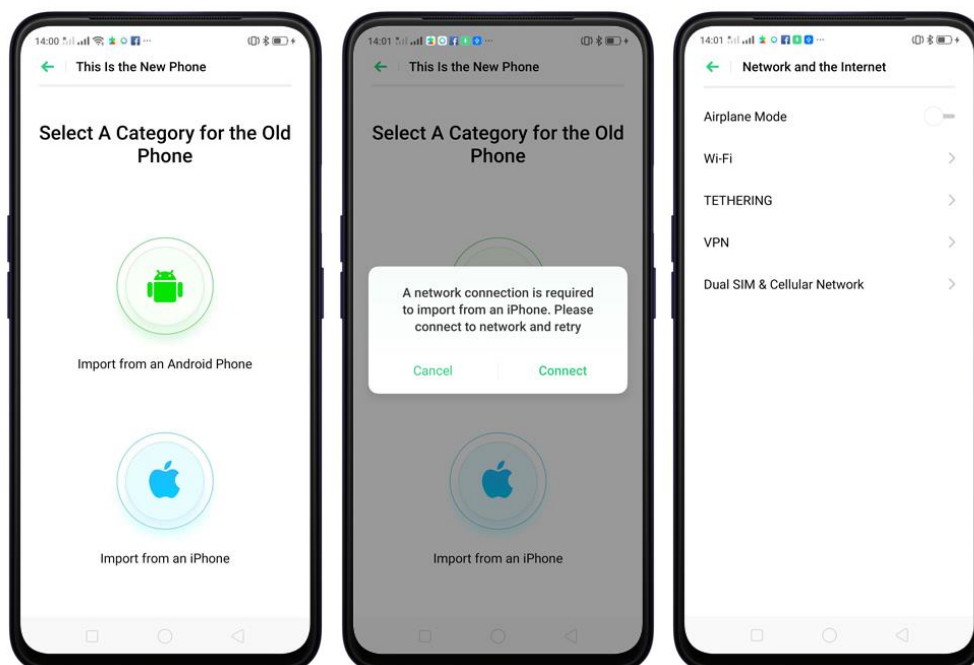 14:00
This Is the New Phone
Select A Category for the Old
Phone
Import from an Android Phone
Import from an iPhone
14:01
This Is the New Phone
Select A Category for the Old
Phone
A network connection is required
to import from an iPhone. Please
connect to network and retry
Cancel
Connect
Import from an iPhone
14:01
Network and the Internet
Airplane Mode
Wi-Fi
TETHERING
VPN
Dual SIM & Cellular Network